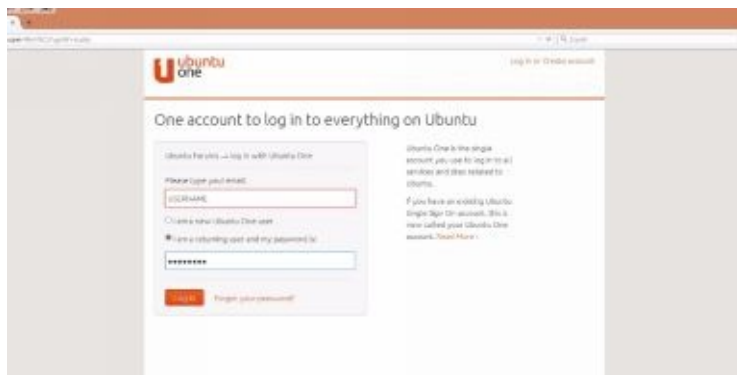 ubuntu
one
Log in or Create account
One account to log in to everything on Ubuntu
Ubuntu Forums → log in with Ubuntu One
Please type your email:
USERNAME
I am a new Ubuntu One user
I am a returning user and my password is:
Log in
Forgot your password?
Ubuntu One is the single
account you use to log in to all
services and sites related to
Ubuntu.
If you have an existing Ubuntu
Single Sign On account, this is
now called your Ubuntu One
account. Read More ›